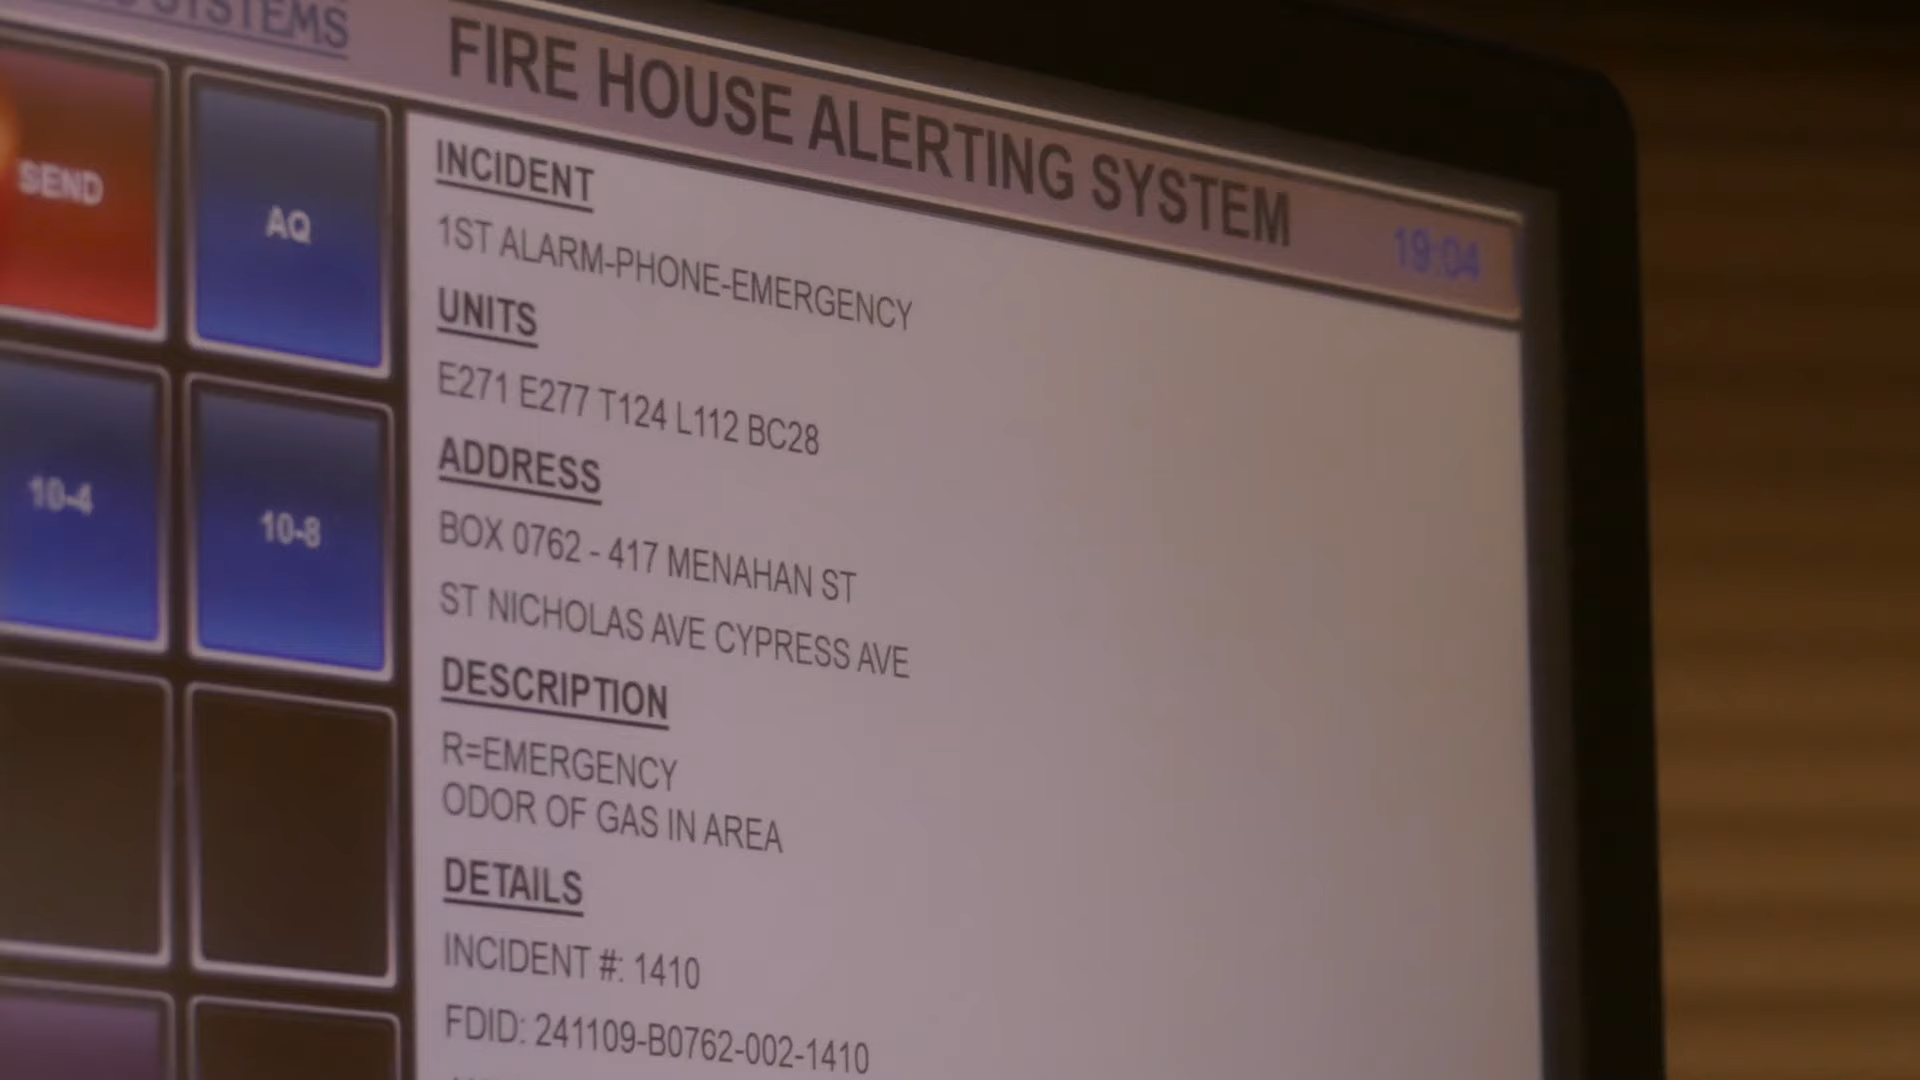 SYSTEMS
FIRE HOUSE ALERTING SYSTEM
19:04
SEND
AQ
10-4
10-8
INCIDENT
1ST ALARM-PHONE-EMERGENCY
UNITS
E271 E277 T124 L112 BC28
ADDRESS
BOX 0762 - 417 MENAHAN ST
ST NICHOLAS AVE CYPRESS AVE
DESCRIPTION
R=EMERGENCY
ODOR OF GAS IN AREA
DETAILS
INCIDENT #: 1410
FDID: 241109-B0762-002-1410